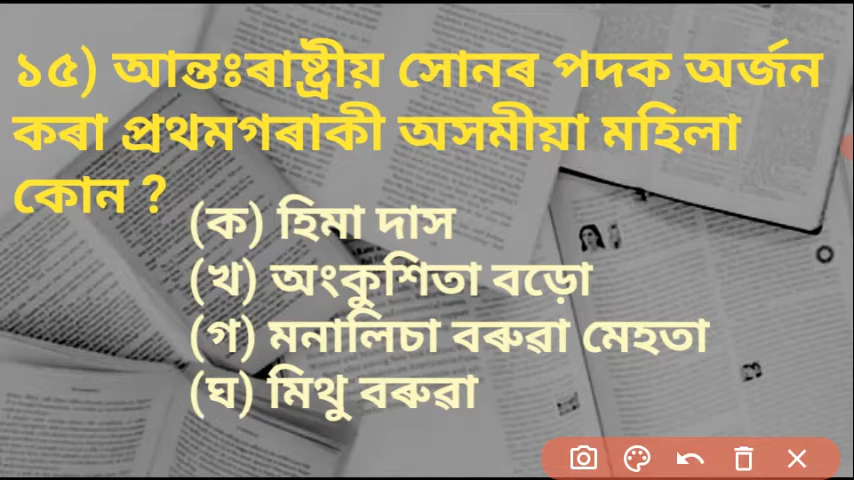 ১৫) আন্তঃৰাষ্ট্ৰীয় সোনৰ পদক অৰ্জন
কৰা প্ৰথমগৰাকী অসমীয়া মহিলা
কোন ?
(ক) হিমা দাস
(খ) অংকুশিতা বড়ো
(গ) মনালিচা বৰুৱা মেহতা
(ঘ) মিথু বৰুৱা